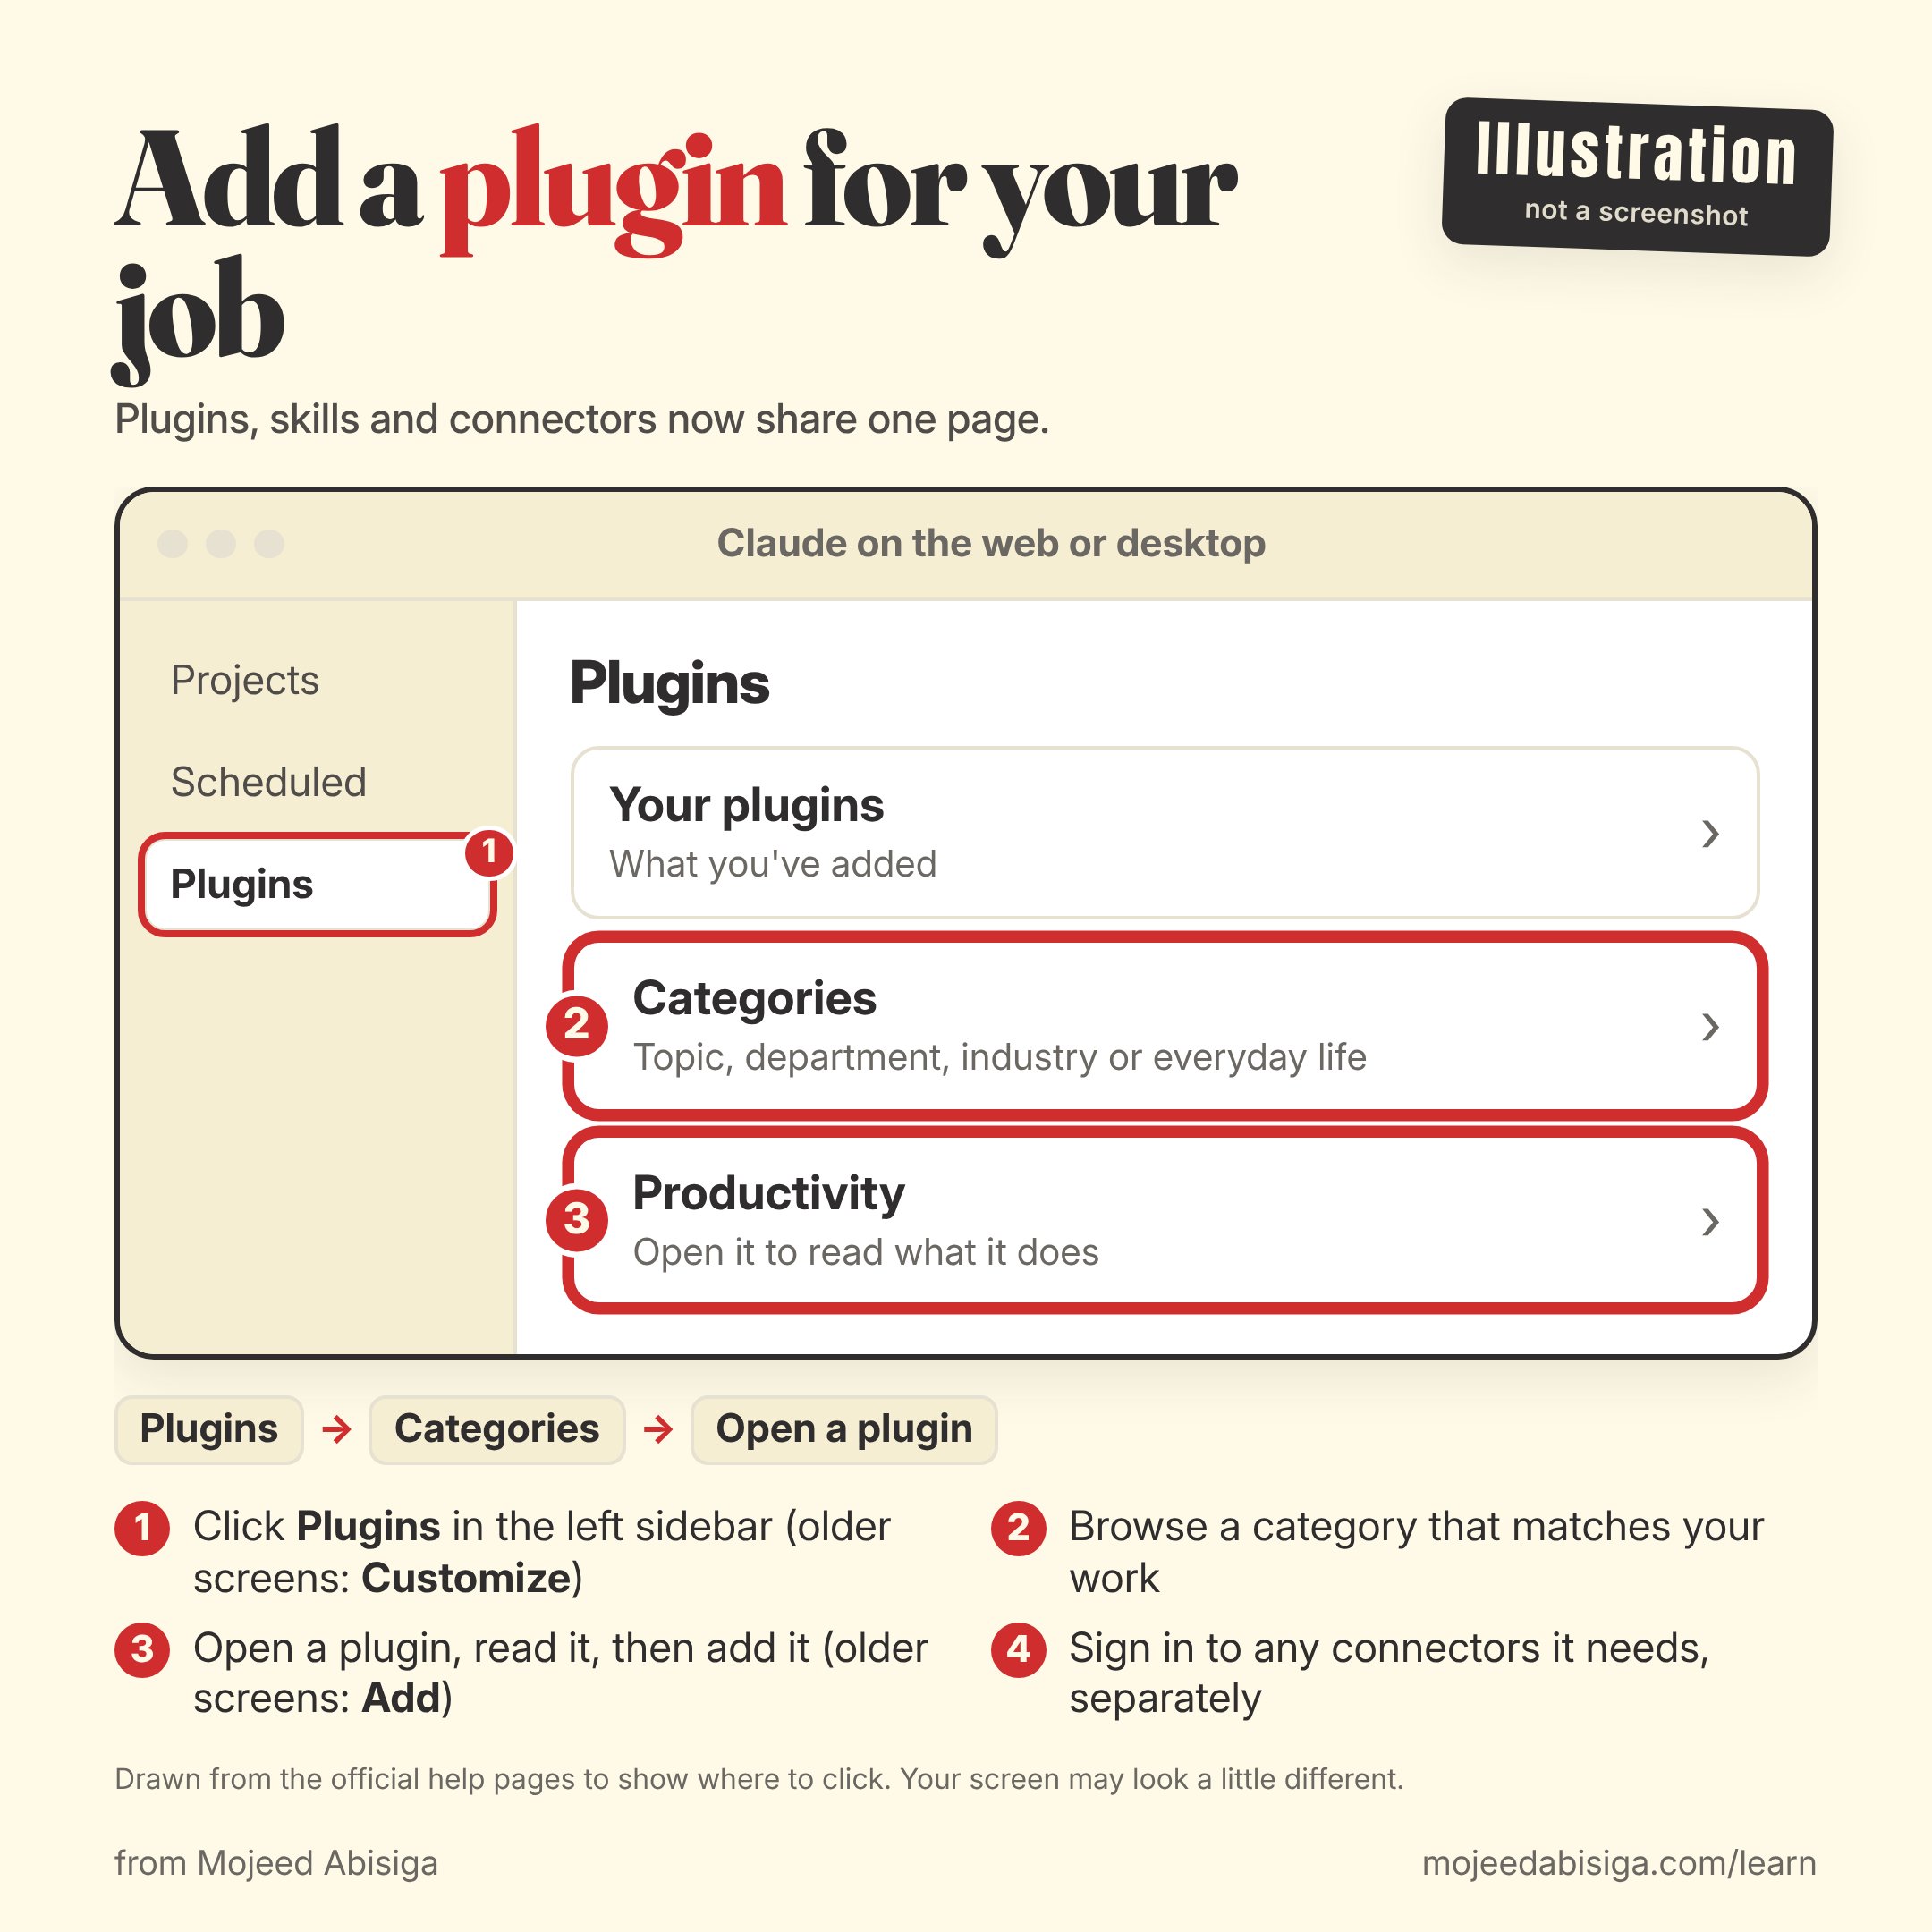 Add a plugin for your
job
Illustration
not a screenshot
Plugins, skills and connectors now share one page.
Claude on the web or desktop
Projects
Scheduled
Plugins
1
Plugins
Your plugins
What you've added
›
2
Categories
Topic, department, industry or everyday life
›
3
Productivity
Open it to read what it does
›
Plugins → Categories → Open a plugin
1 Click Plugins in the left sidebar (older
screens: Customize)
2 Browse a category that matches your
work
3 Open a plugin, read it, then add it (older
screens: Add)
4 Sign in to any connectors it needs,
separately
Drawn from the official help pages to show where to click. Your screen may look a little different.
from Mojeed Abisiga
mojeedabisiga.com/learn